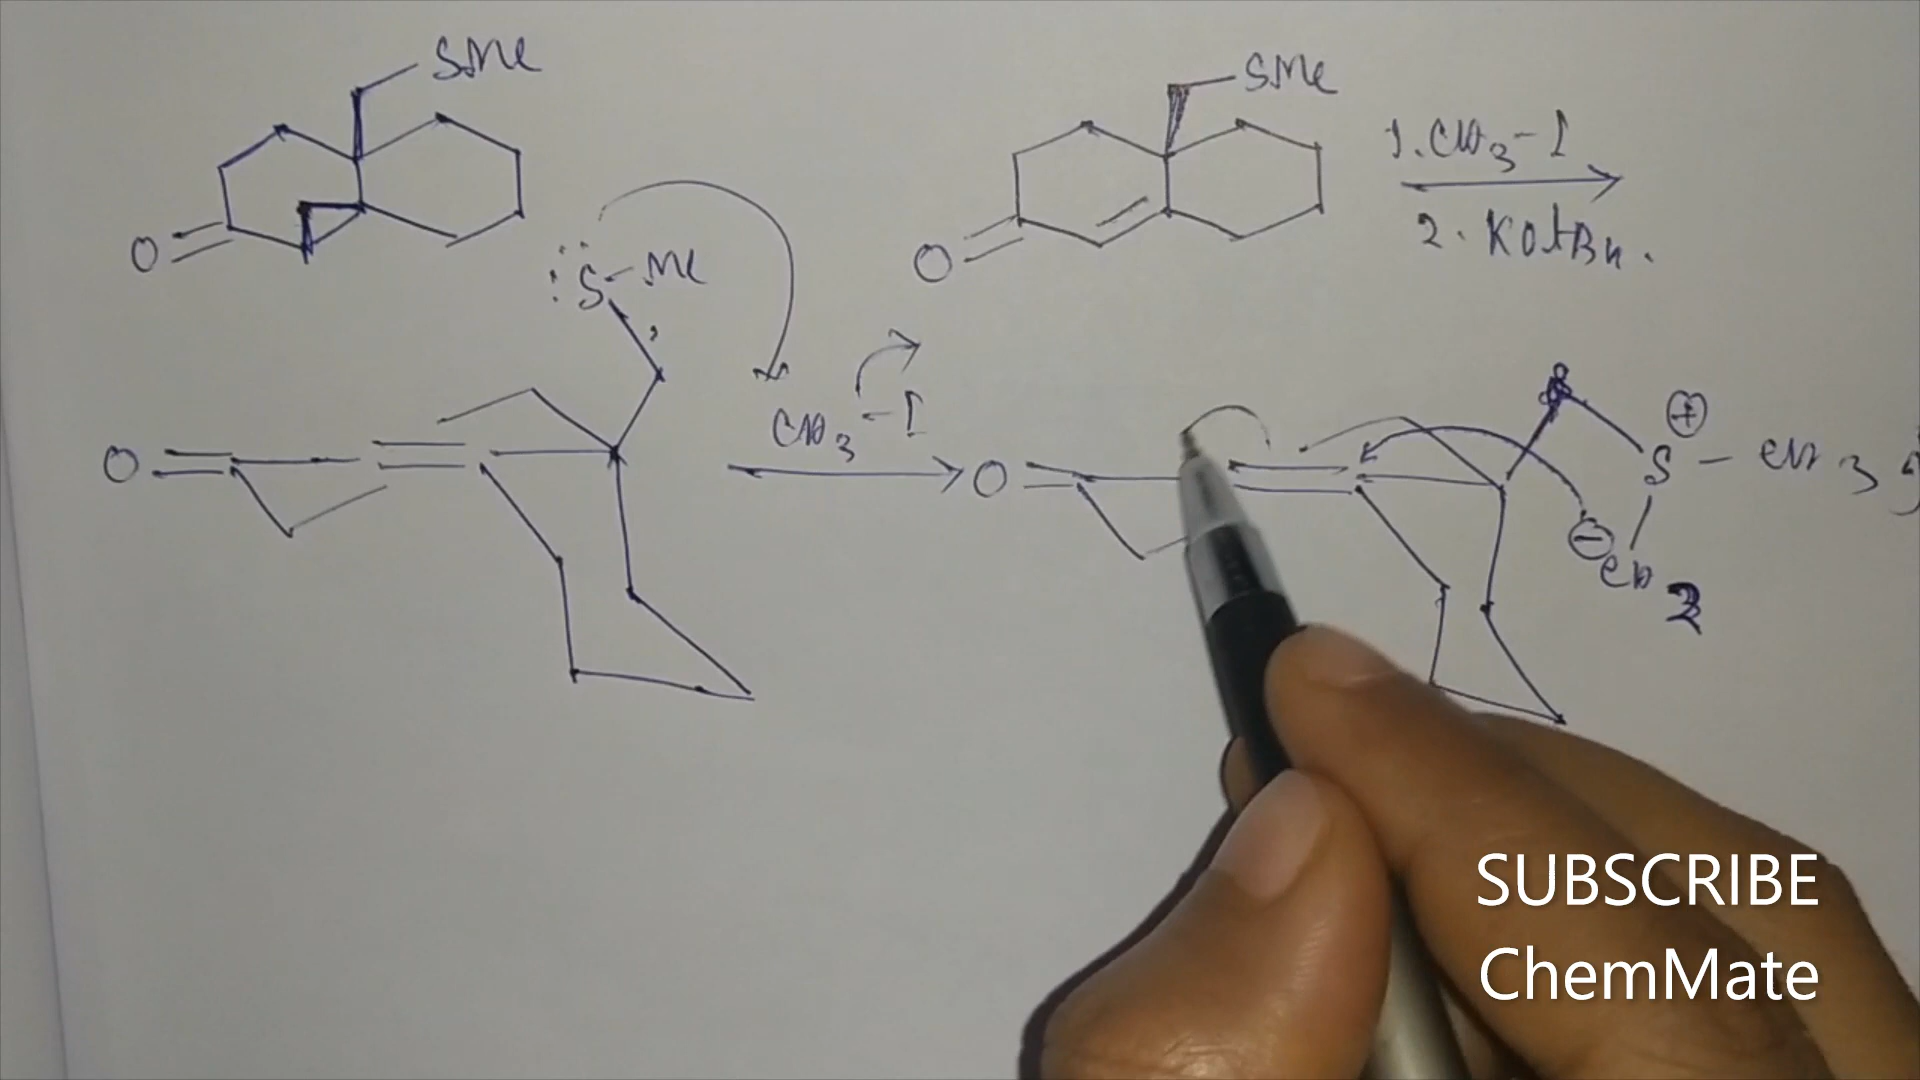 SMe
SMe
1. CH3-I
2. KOtBu.
O
O
:S̈-Me
CH3-I
O
O
+
S-CH3
-
CH2
SUBSCRIBE
ChemMate